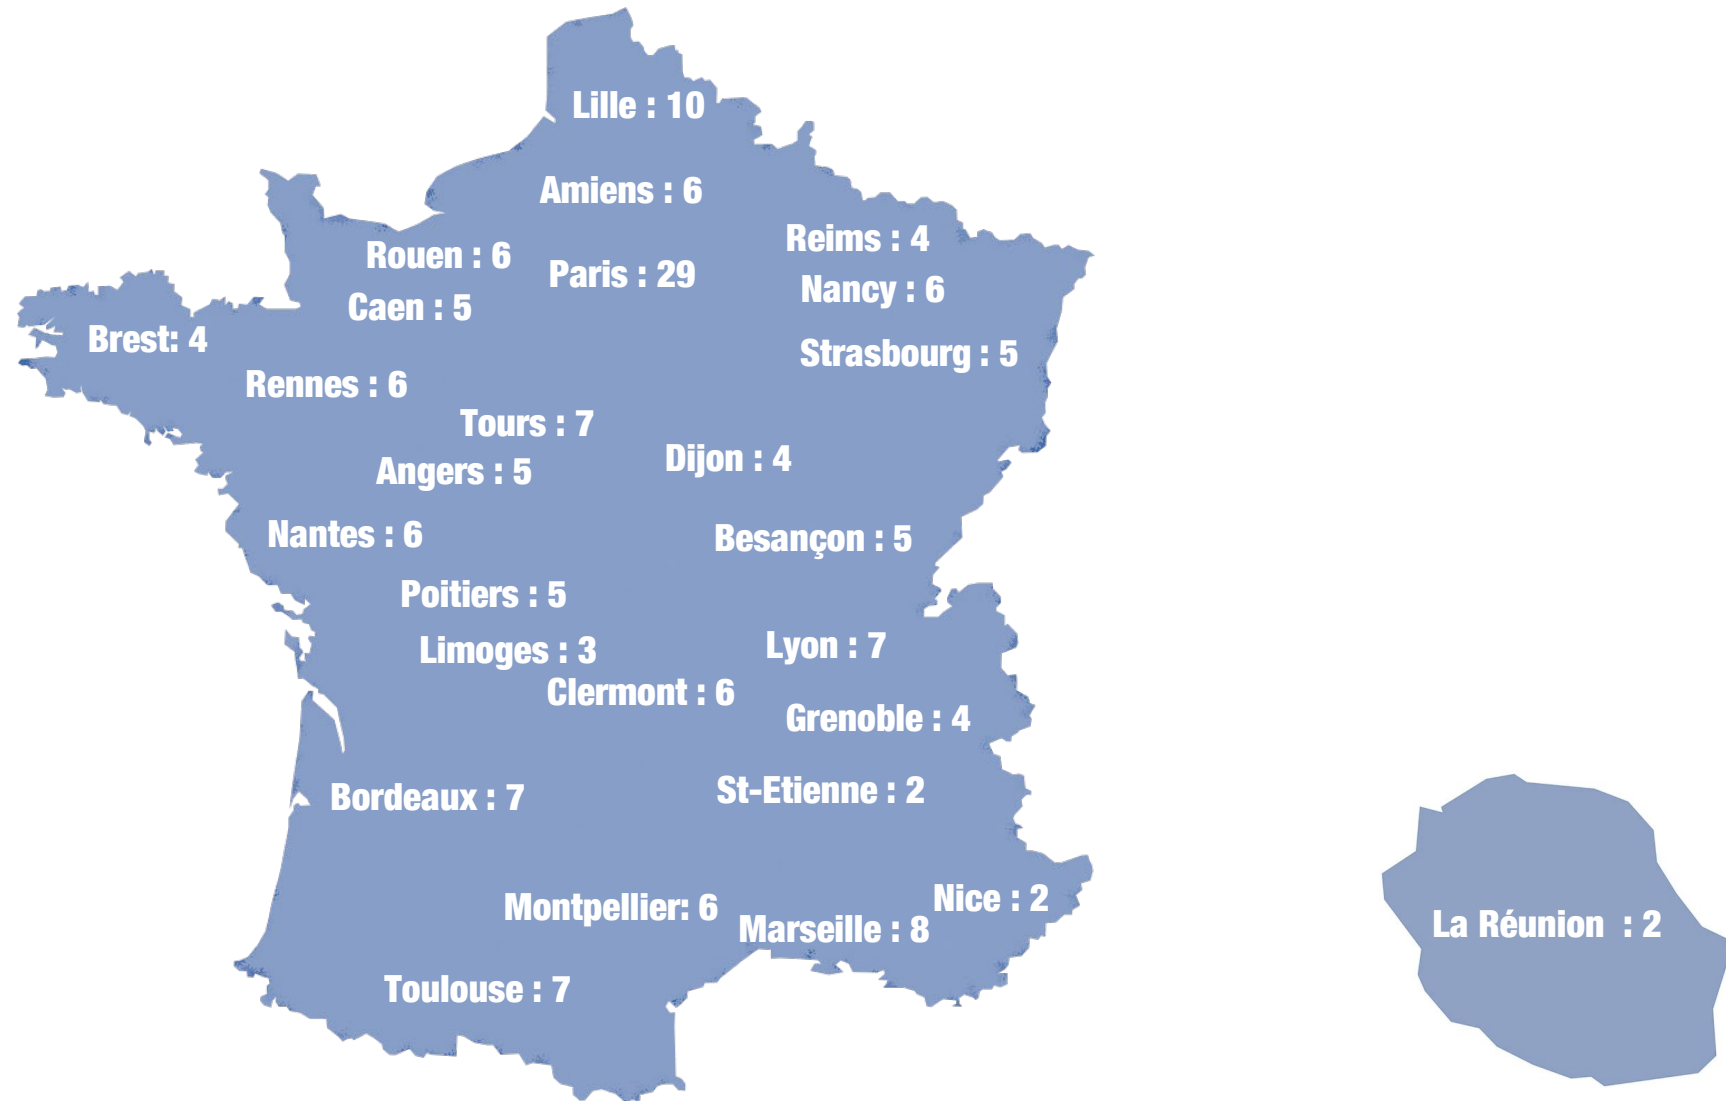 Lille : 10
Amiens : 6
Reims : 4
Rouen : 6
Paris : 29
Nancy : 6
Caen : 5
Brest: 4
Strasbourg : 5
Rennes : 6
Tours : 7
Dijon : 4
Angers : 5
Nantes : 6
Besançon : 5
Poitiers : 5
Lyon : 7
Limoges : 3
Clermont : 6
Grenoble : 4
St-Etienne : 2
Bordeaux : 7
Nice : 2
Montpellier: 6
Marseille : 8
La Réunion : 2
Toulouse : 7